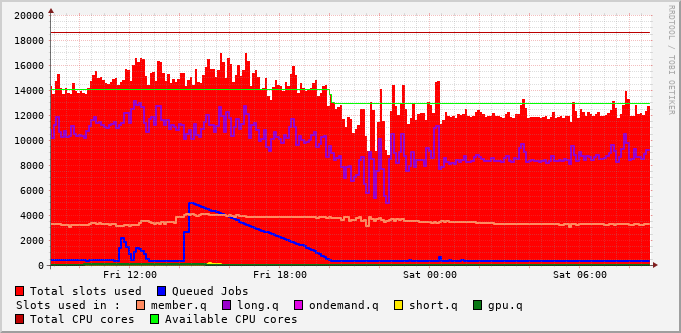 20000
18000
16000
14000
12000
10000
8000
6000
4000
2000
0
Fri 12:00 Fri 18:00 Sat 00:00 Sat 06:00
RRDTOOL / TOBI OETIKER
Total slots used Queued Jobs
Slots used in : member.q long.q ondemand.q short.q gpu.q
Total CPU cores Available CPU cores